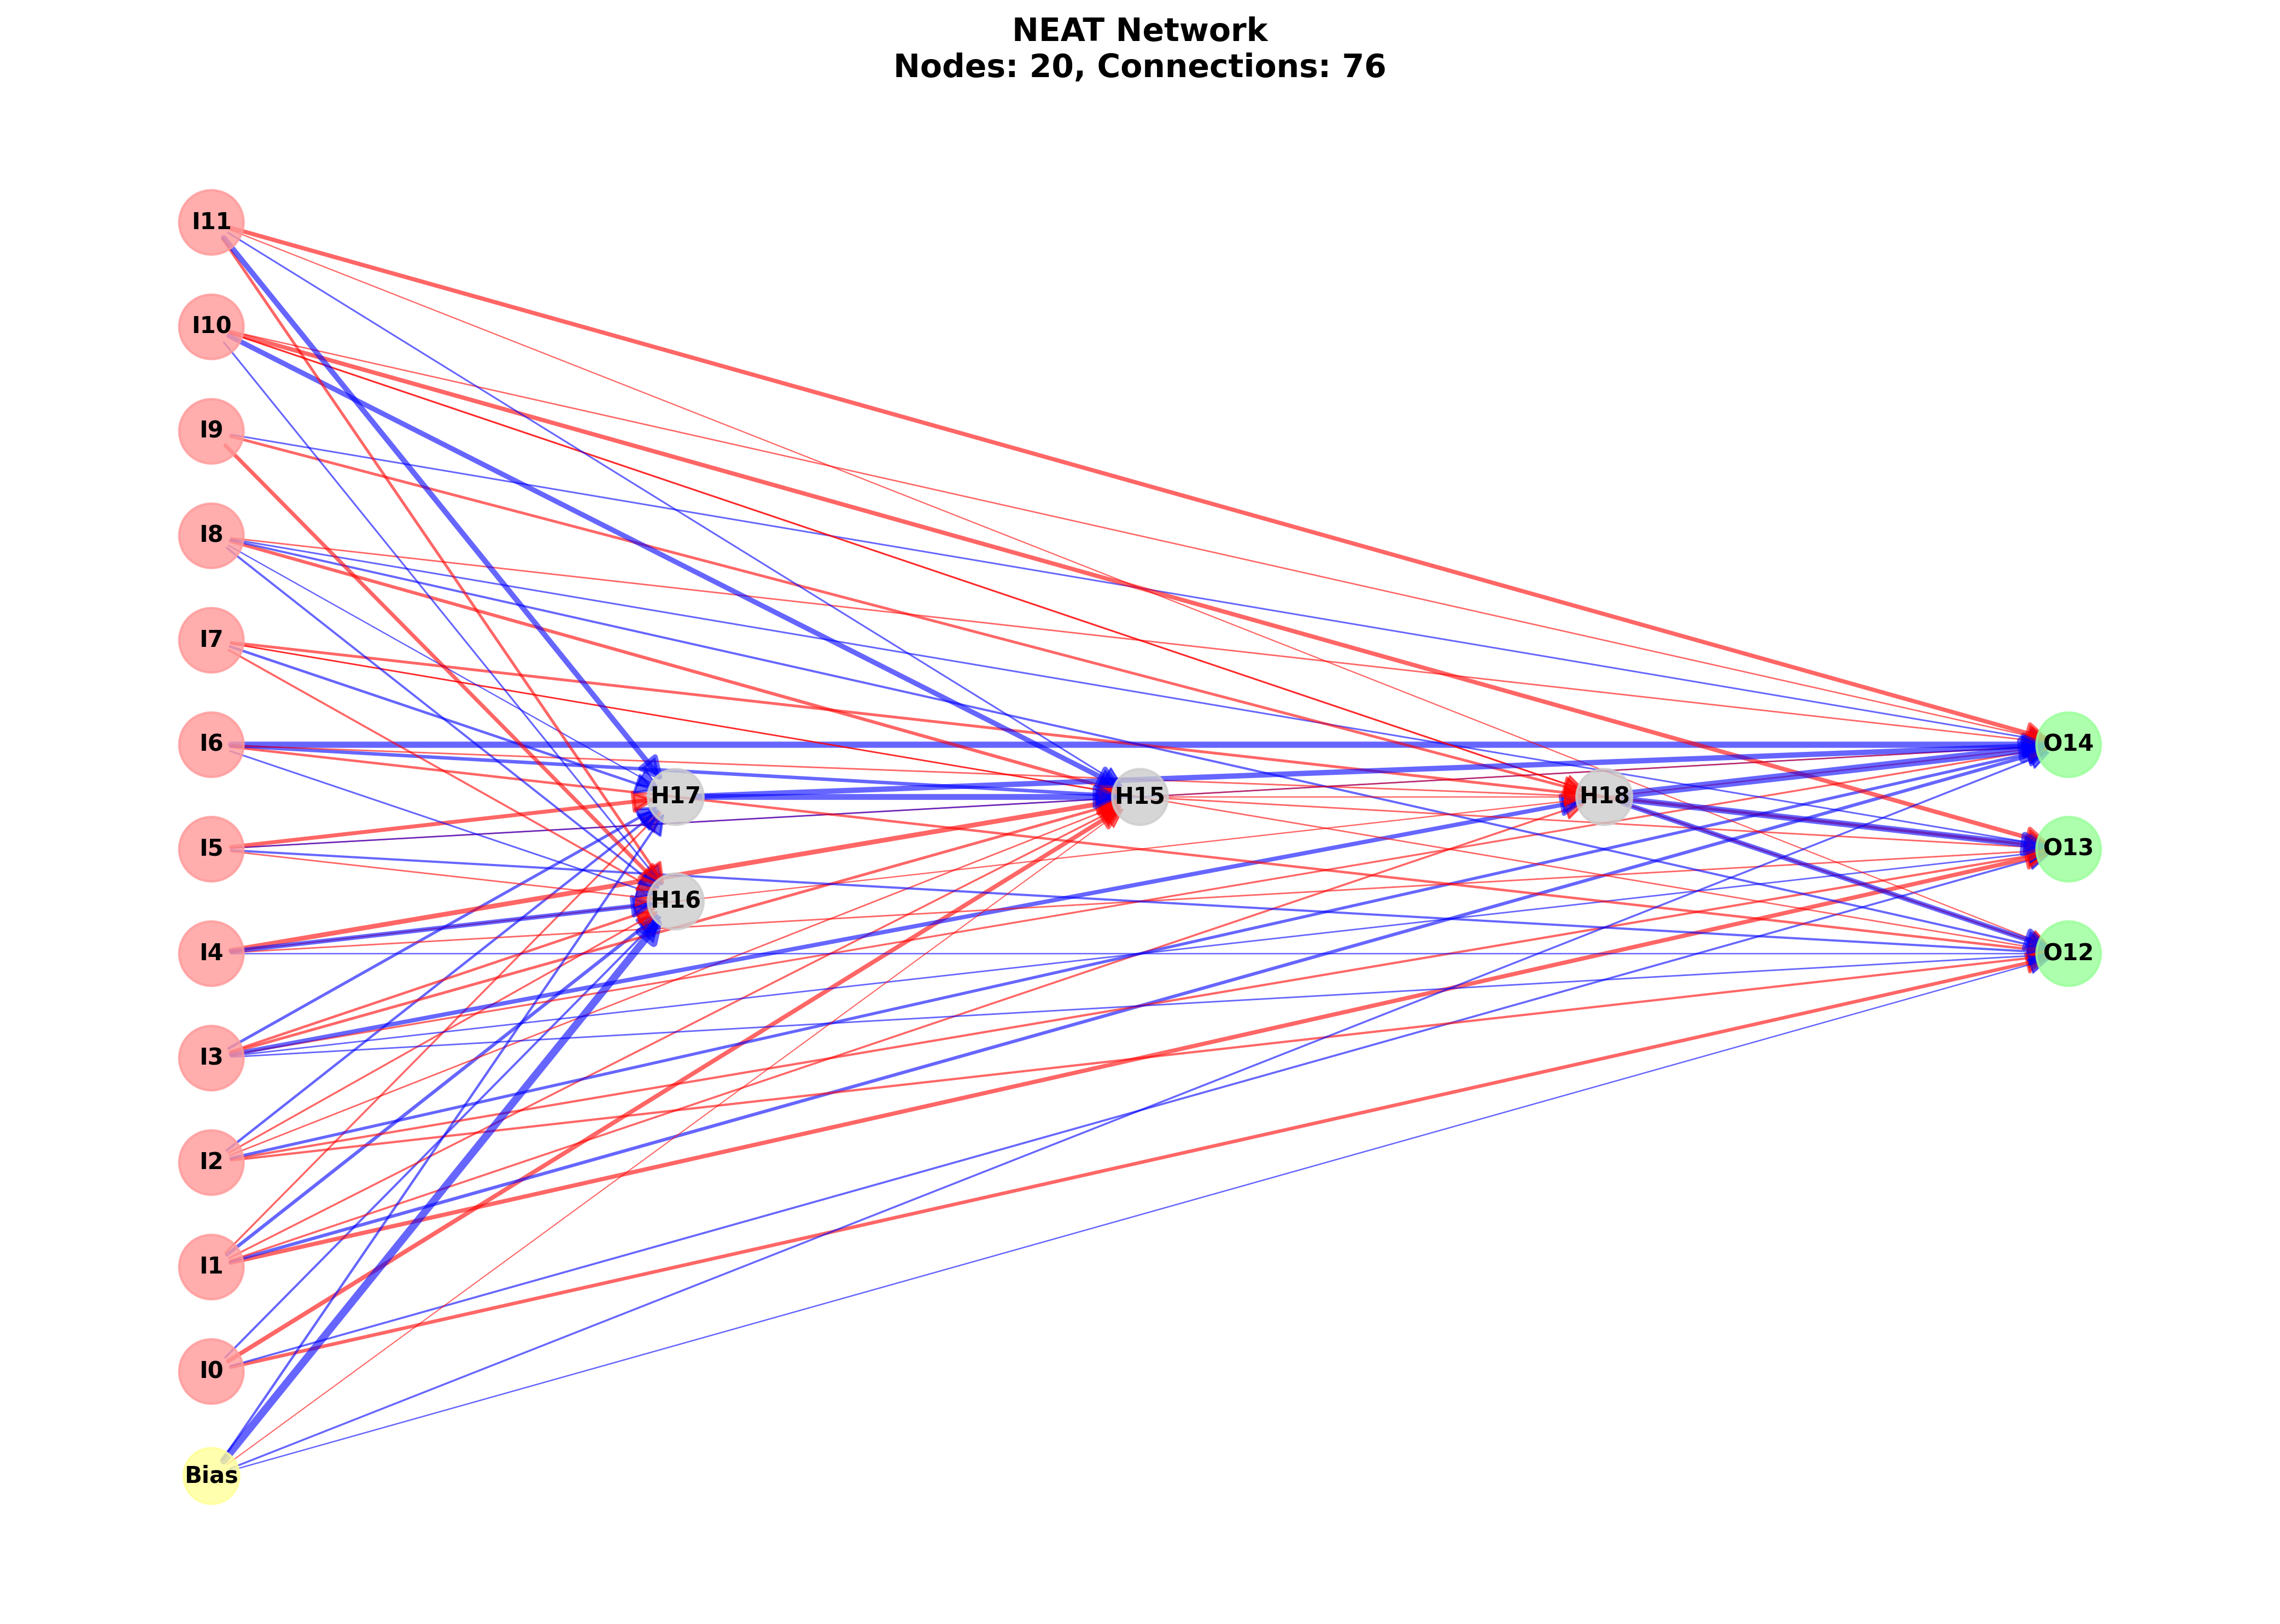 NEAT Network
Nodes: 20, Connections: 76
I11
I10
I9
I8
I7
I6
I5
I4
I3
I2
I1
I0
Bias
H17
H16
H15
H18
O14
O13
O12